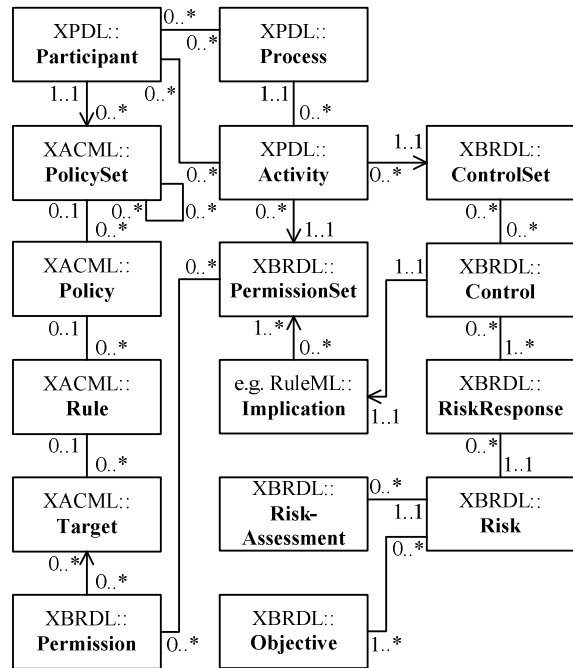 XPDL::
Participant
0..*
0..*
XPDL::
Process
1..1
0..*
0..*
1..1
0..*
XACML::
PolicySet
0..*
0..*
XPDL::
Activity
0..*
1..1
0..*
XBRDL::
ControlSet
0..1
0..*
0..*
0..*
1..1
0..*
0..*
XACML::
Policy
0..*
XBRDL::
PermissionSet
1..1
XBRDL::
Control
0..1
0..*
1..*
0..*
0..*
1..*
XACML::
Rule
e.g. RuleML::
Implication
1..1
XBRDL::
RiskResponse
0..1
0..*
0..*
1..1
XACML::
Target
XBRDL::
Risk-
Assessment
0..*
1..1
XBRDL::
Risk
0..*
0..*
0..*
XBRDL::
Permission
0..*
XBRDL::
Objective
1..*